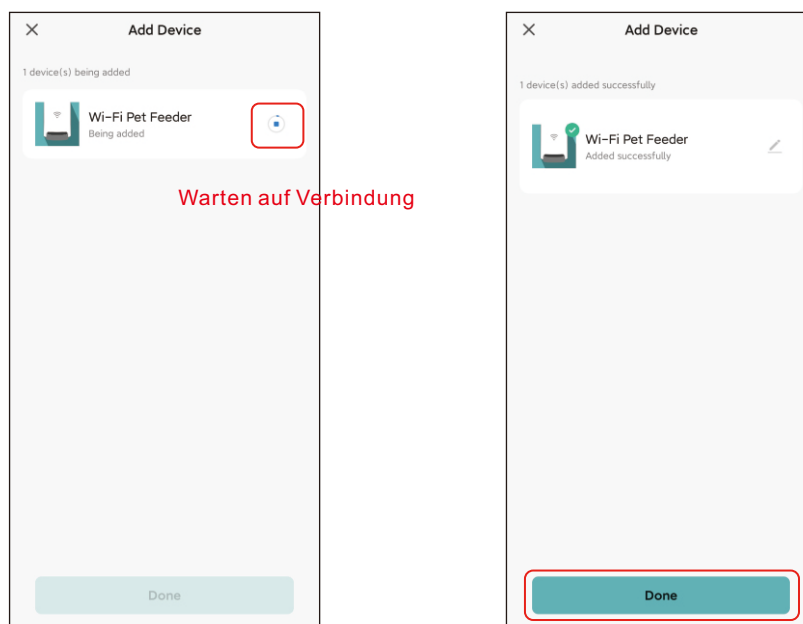 Add Device
1 device(s) being added
Wi-Fi Pet Feeder
Being added
Warten auf Verbindung
Done
Add Device
1 device(s) added successfully
Wi-Fi Pet Feeder
Added successfully
Done